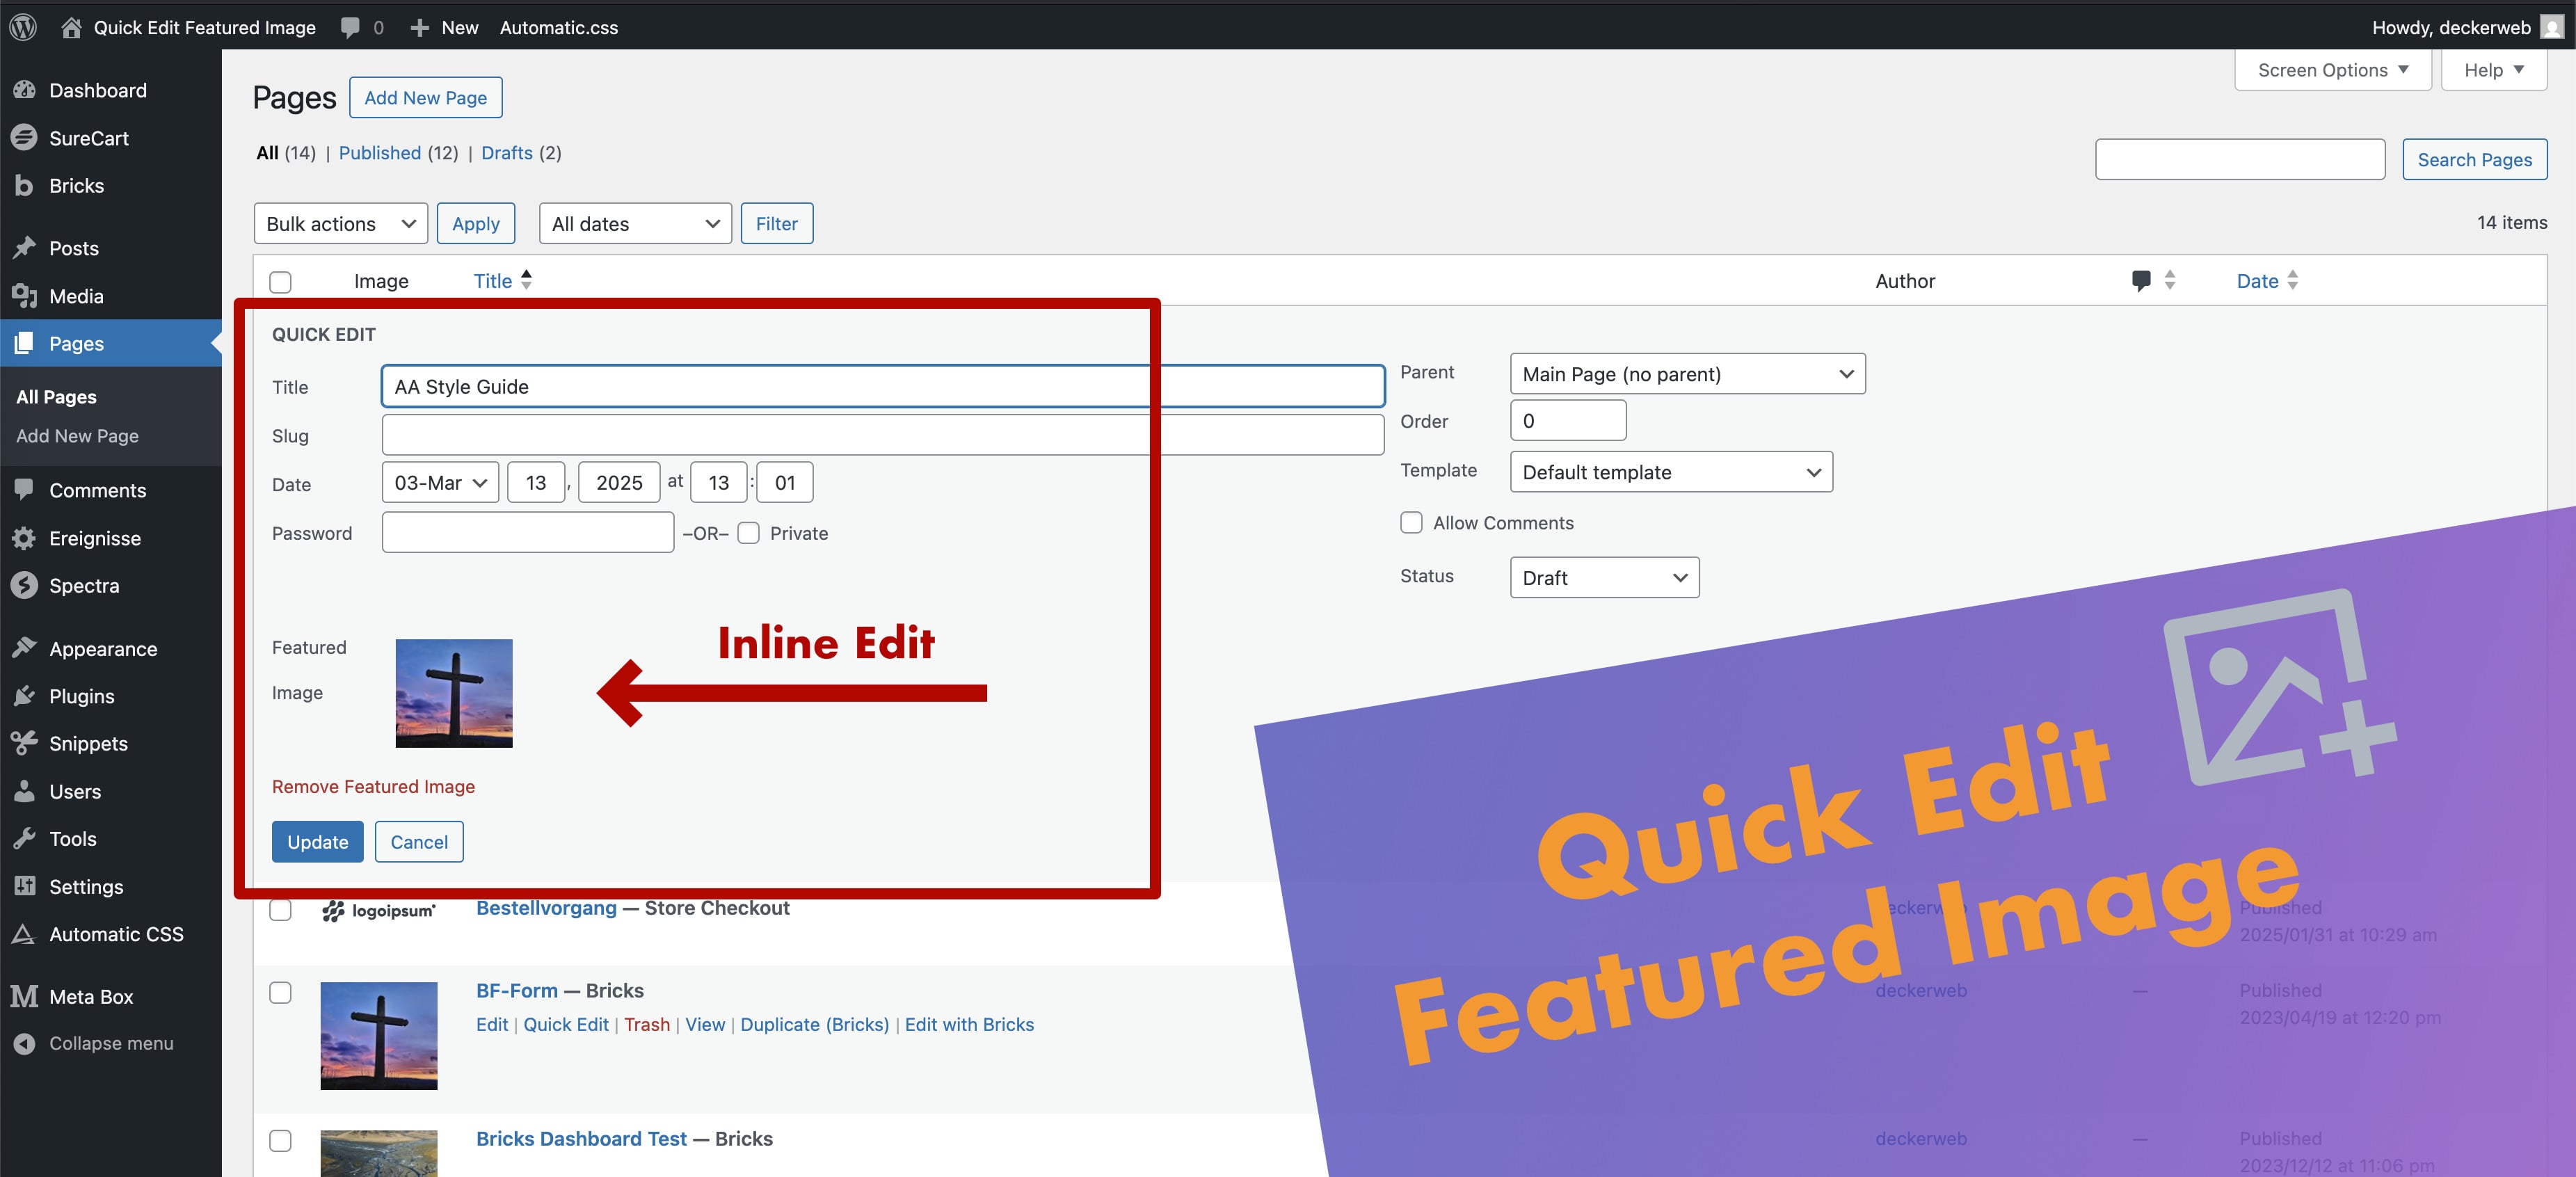 Quick Edit Featured Image 0 New Automatic.css Howdy, deckerweb
Screen Options Help
Dashboard
SureCart
Bricks
Posts
Media
Pages
All Pages
Add New Page
Comments
Ereignisse
Spectra
Appearance
Plugins
Snippets
Users
Tools
Settings
Automatic CSS
Meta Box
Collapse menu
Pages Add New Page
All (14) | Published (12) | Drafts (2)
Search Pages
Bulk actions Apply All dates Filter
14 items
Image Title Author Date
QUICK EDIT
Title AA Style Guide
Slug
Date 03-Mar 13 , 2025 at 13 : 01
Password –OR– Private
Parent Main Page (no parent)
Order 0
Template Default template
Allow Comments
Status Draft
Featured
Image
Inline Edit
Remove Featured Image
Update Cancel
logoipsum Bestellvorgang — Store Checkout deckerweb Published
2025/01/31 at 10:29 am
BF-Form — Bricks deckerweb — Published
2023/04/19 at 12:20 pm
Edit | Quick Edit | Trash | View | Duplicate (Bricks) | Edit with Bricks
Bricks Dashboard Test — Bricks deckerweb — Published
2023/12/12 at 11:06 pm
Quick Edit
Featured Image